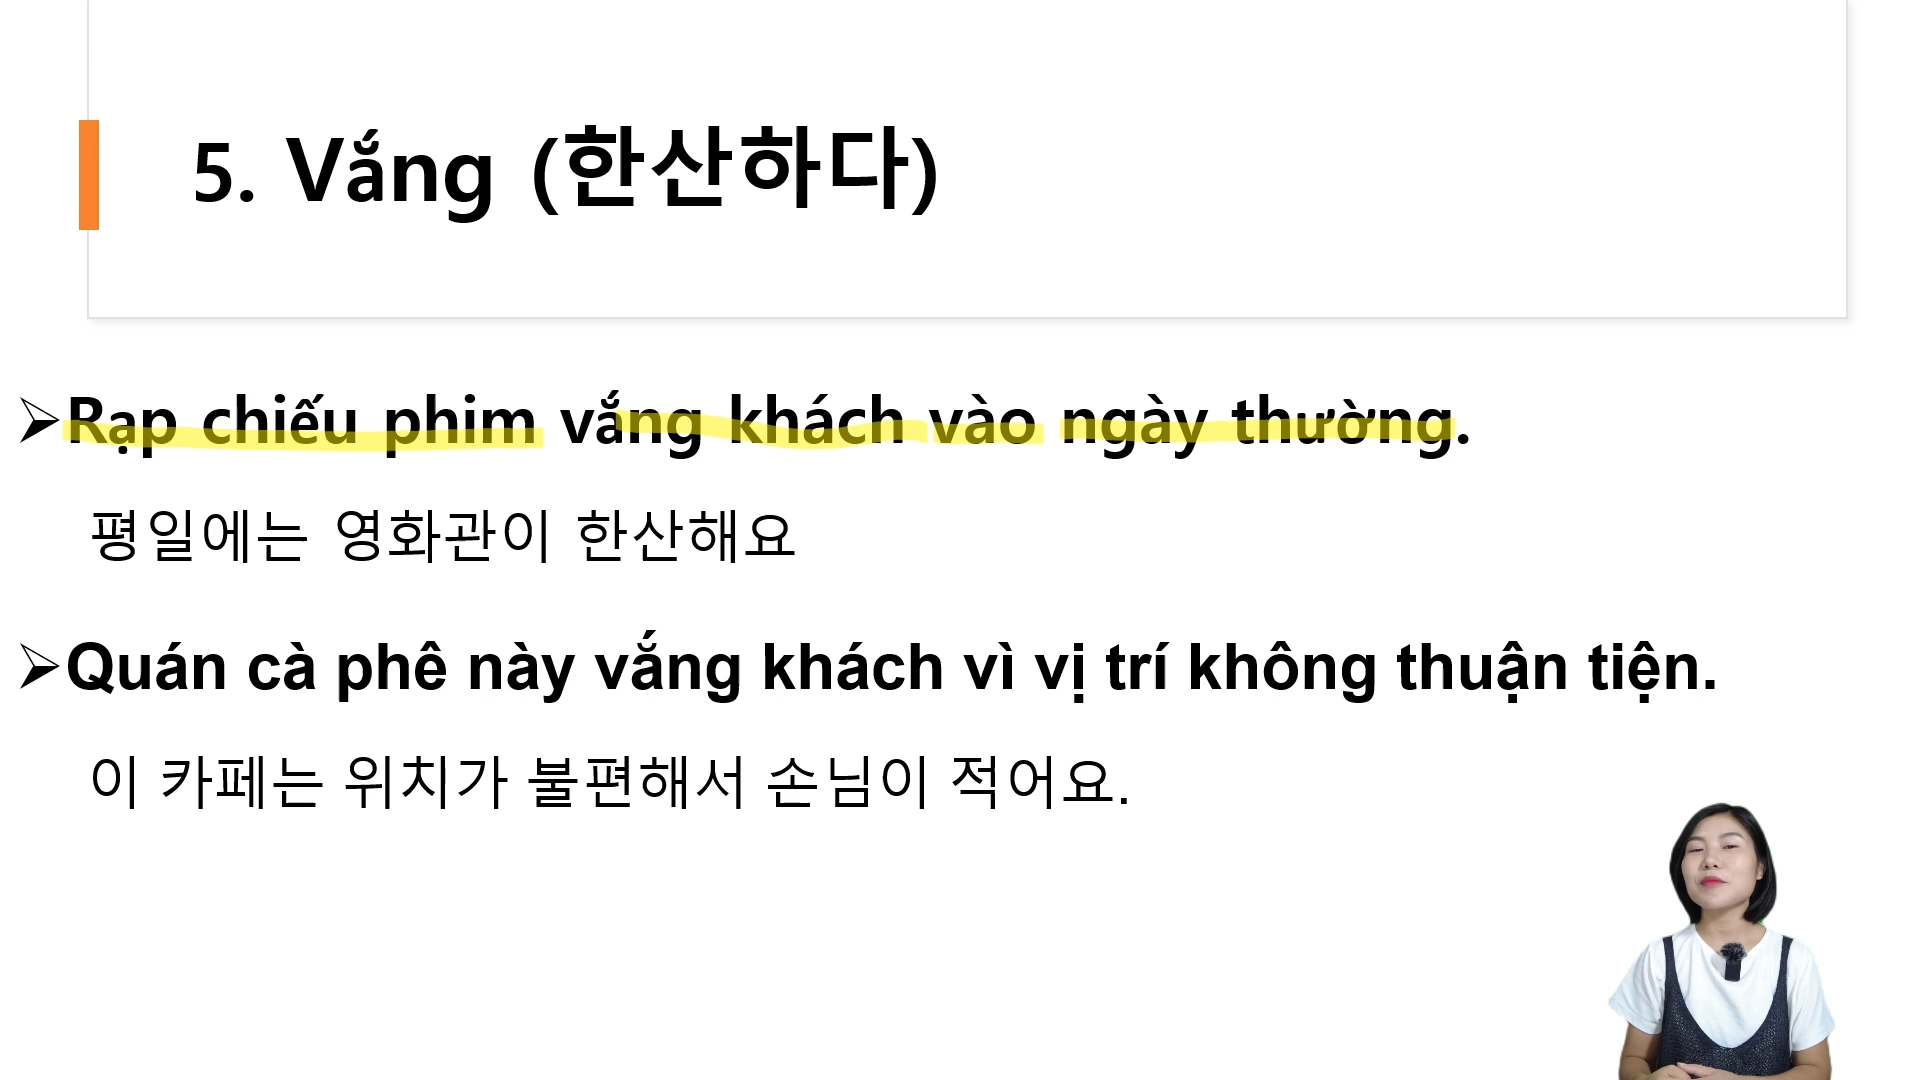 5. Vắng (한산하다)
Rạp chiếu phim vắng khách vào ngày thường.
평일에는 영화관이 한산해요
Quán cà phê này vắng khách vì vị trí không thuận tiện.
이 카페는 위치가 불편해서 손님이 적어요.